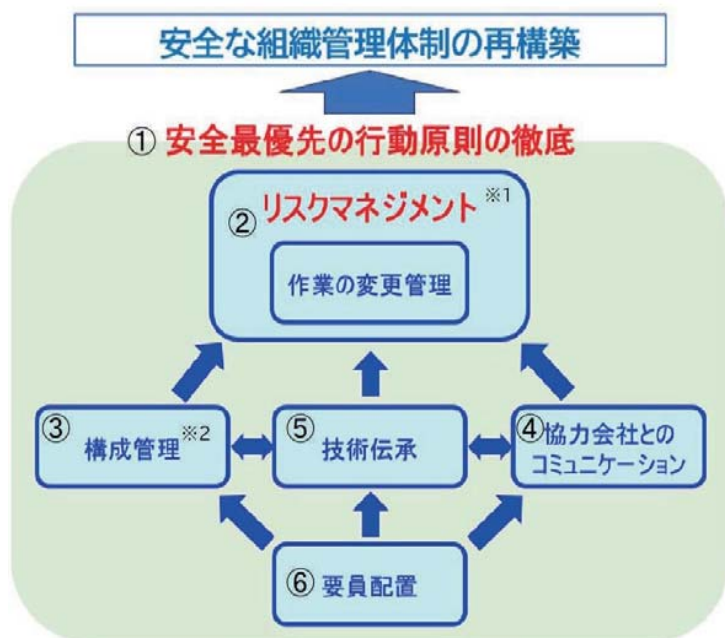 安全な組織管理体制の再構築
① 安全最優先の行動原則の徹底
② リスクマネジメント ※1
作業の変更管理
③ 構成管理 ※2
⑤ 技術伝承
④ 協力会社との
コミュニケーション
⑥ 要員配置